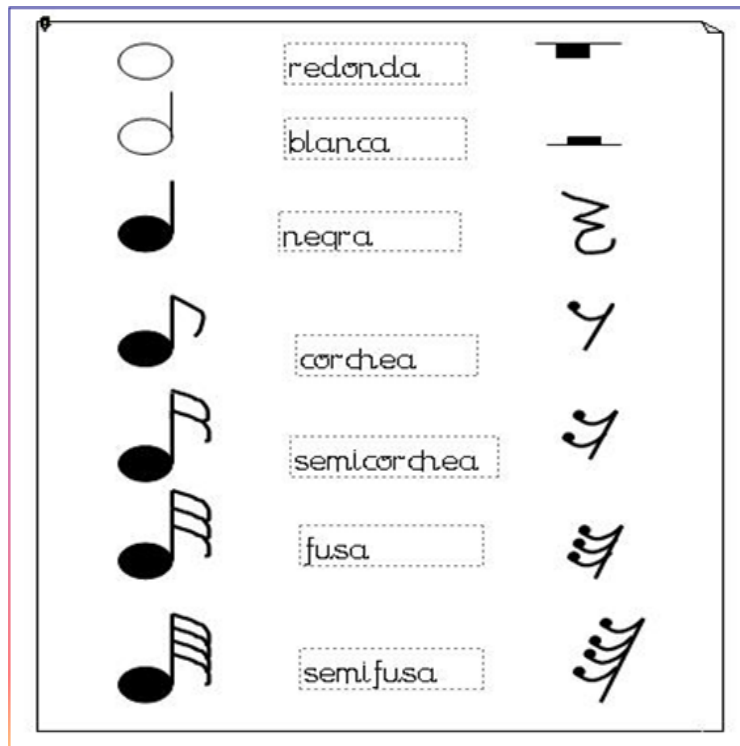 redonda
blanca
negra
corchea
semicorchea
fusa
semifusa